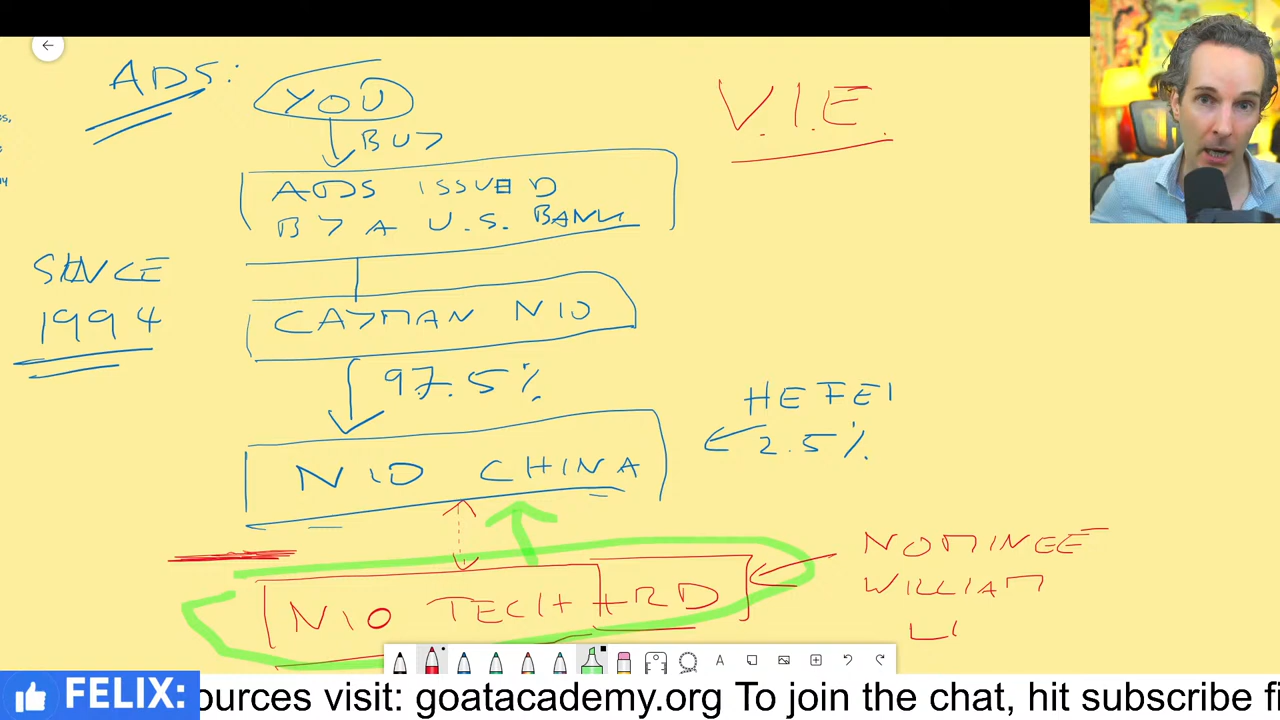 ADS:
YOU
BUY
ADS ISSUED
BY A U.S. BANK
V.I.E.
SINCE
1994
CAYMAN NIO
97.5%
HEFEI
2.5%
NIO CHINA
NIO TECH + RD
NOMINEE
WILLIAM
LI
A
FELIX:
ources visit: goatacademy.org To join the chat, hit subscribe fi